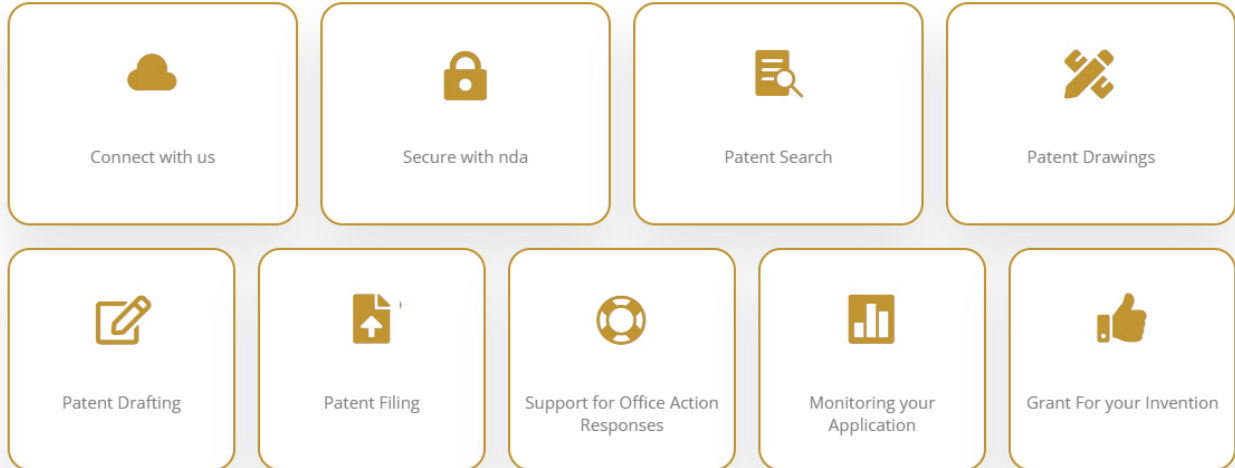 Connect with us
Secure with nda
Patent Search
Patent Drawings
Patent Drafting
Patent Filing
Support for Office Action
Responses
Monitoring your
Application
Grant For your Invention